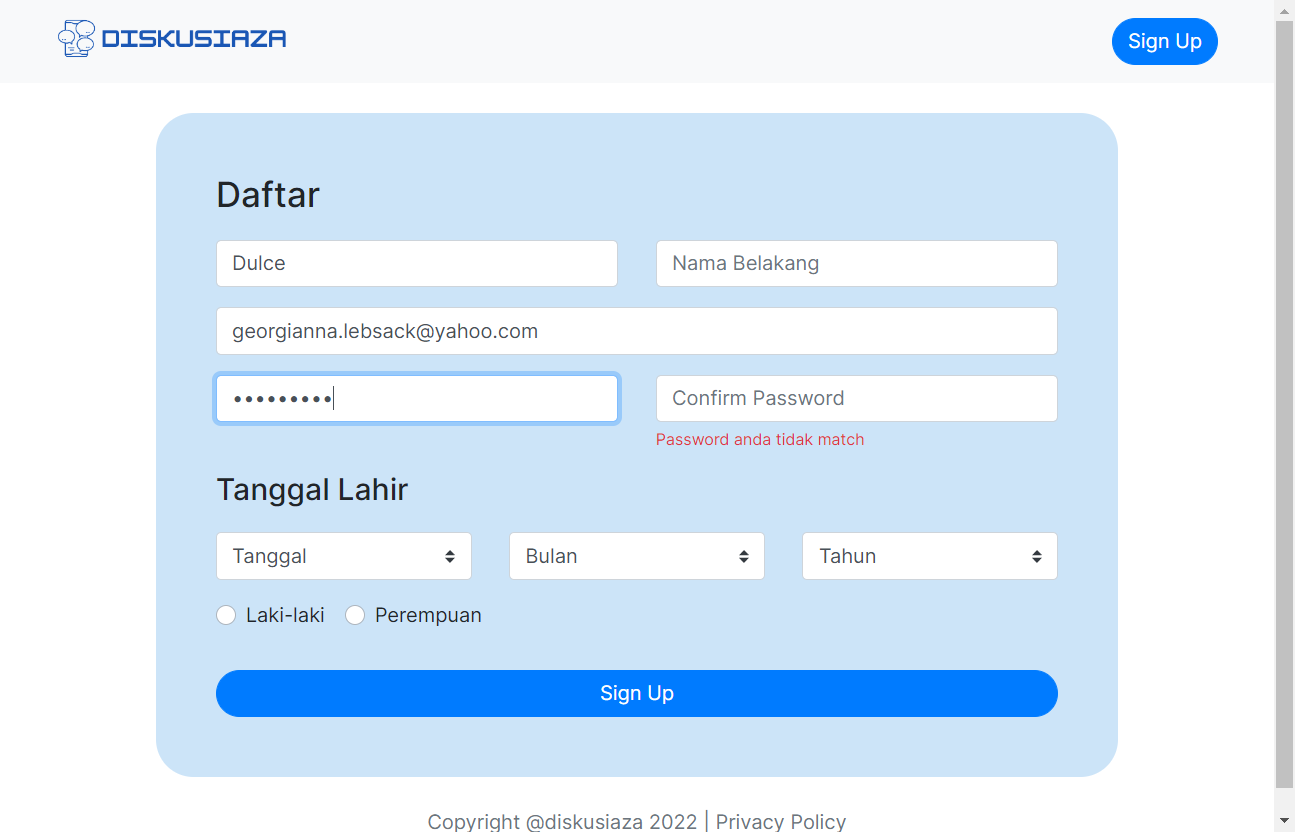 DISKUSIAZA
Sign Up
Daftar
Dulce
Nama Belakang
georgianna.lebsack@yahoo.com
•••••••••
Confirm Password
Password anda tidak match
Tanggal Lahir
Tanggal
Bulan
Tahun
Laki-laki
Perempuan
Sign Up
Copyright @diskusiaza 2022 | Privacy Policy